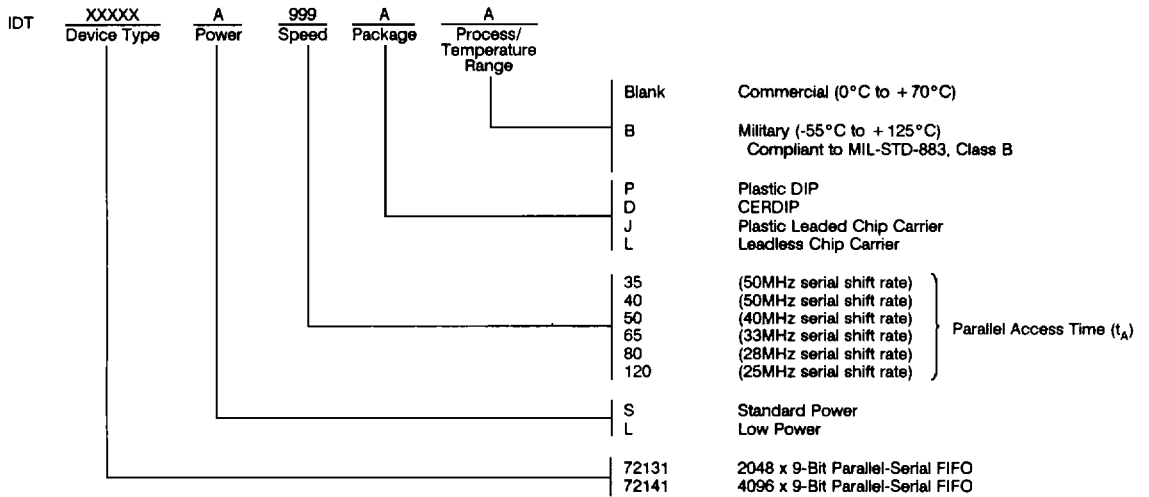 IDT XXXXX A 999 A A
Device Type Power Speed Package Process/
Temperature
Range
Blank Commercial (0°C to +70°C)
B Military (-55°C to +125°C)
Compliant to MIL-STD-883, Class B
P Plastic DIP
D CERDIP
J Plastic Leaded Chip Carrier
L Leadless Chip Carrier
35 (50MHz serial shift rate)
40 (50MHz serial shift rate)
50 (40MHz serial shift rate)
65 (33MHz serial shift rate)
80 (28MHz serial shift rate)
120 (25MHz serial shift rate)
Parallel Access Time (tA)
S Standard Power
L Low Power
72131 2048 x 9-Bit Parallel-Serial FIFO
72141 4096 x 9-Bit Parallel-Serial FIFO